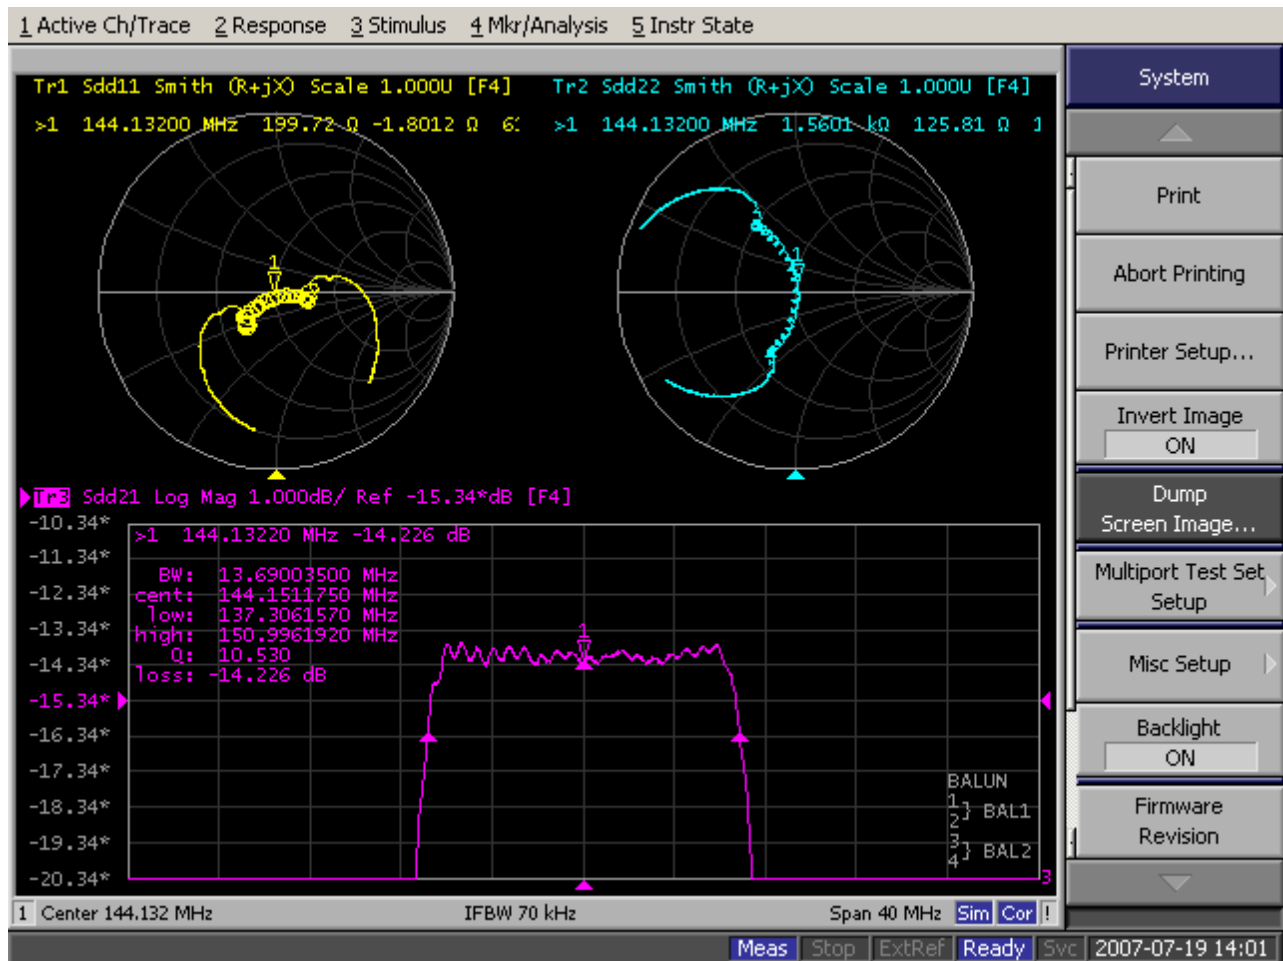 1 Active Ch/Trace 2 Response 3 Stimulus 4 Mkr/Analysis 5 Instr State
Tr1 Sdd11 Smith (R+jX) Scale 1.000U [F4]
>1 144.13200 MHz 199.72 Ω -1.8012 Ω
1
Tr2 Sdd22 Smith (R+jX) Scale 1.000U [F4]
>1 144.13200 MHz 1.5601 kΩ 125.81 Ω 1
1
Tr3 Sdd21 Log Mag 1.000dB/ Ref -15.34*dB [F4]
-10.34*
-11.34*
-12.34*
-13.34*
-14.34*
-15.34*
-16.34*
-17.34*
-18.34*
-19.34*
-20.34*
>1 144.13220 MHz -14.226 dB
BW: 13.69003500 MHz
cent: 144.1511750 MHz
low: 137.3061570 MHz
high: 150.9961920 MHz
Q: 10.530
loss: -14.226 dB
1
BALUN
1
2} BAL1
3
4} BAL2
3
1 Center 144.132 MHz IFBW 70 kHz Span 40 MHz Sim Cor !
System
Print
Abort Printing
Printer Setup...
Invert Image
ON
Dump
Screen Image...
Multiport Test Set
Setup
Misc Setup
Backlight
ON
Firmware
Revision
Meas Stop ExtRef Ready Svc 2007-07-19 14:01